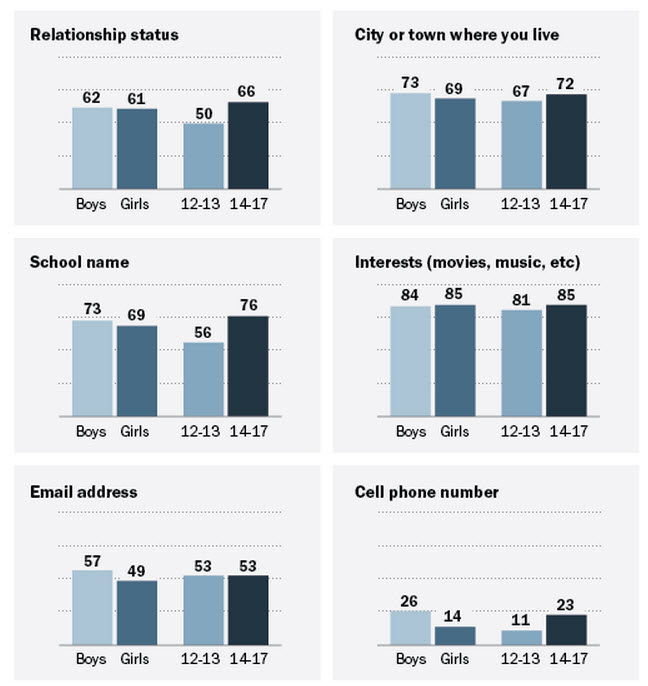 Relationship status
62 61 50 66
Boys Girls 12-13 14-17
City or town where you live
73 69 67 72
Boys Girls 12-13 14-17
School name
73 69 56 76
Boys Girls 12-13 14-17
Interests (movies, music, etc)
84 85 81 85
Boys Girls 12-13 14-17
Email address
57 49 53 53
Boys Girls 12-13 14-17
Cell phone number
26 14 11 23
Boys Girls 12-13 14-17